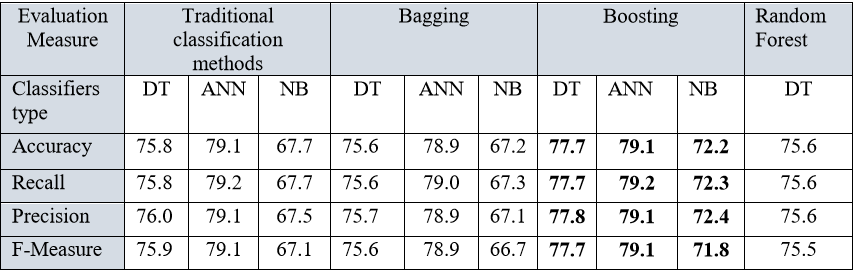 Evaluation Measure Traditional classification methods Bagging Boosting Random Forest
Classifiers type DT ANN NB DT ANN NB DT ANN NB DT
Accuracy 75.8 79.1 67.7 75.6 78.9 67.2 77.7 79.1 72.2 75.6
Recall 75.8 79.2 67.7 75.6 79.0 67.3 77.7 79.2 72.3 75.6
Precision 76.0 79.1 67.5 75.7 78.9 67.1 77.8 79.1 72.4 75.6
F-Measure 75.9 79.1 67.1 75.6 78.9 66.7 77.7 79.1 71.8 75.5